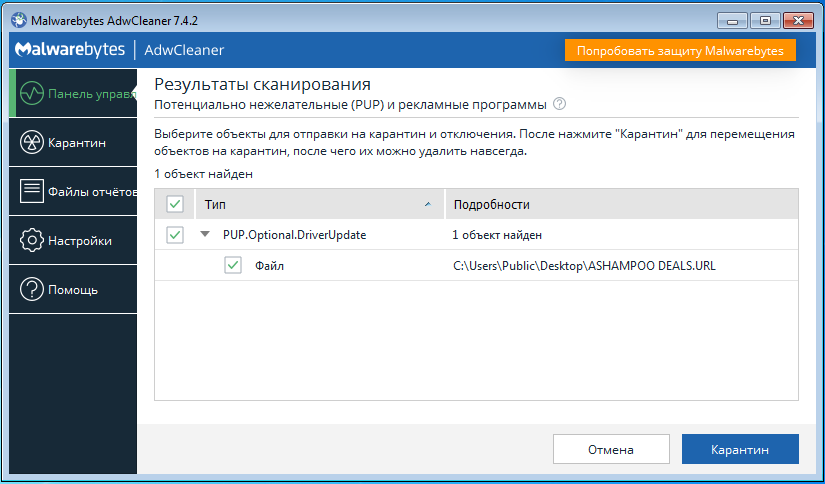 Malwarebytes AdwCleaner 7.4.2
Malwarebytes AdwCleaner
Попробовать защиту Malwarebytes
Панель управл
Карантин
Файлы отчётов
Настройки
Помощь
Результаты сканирования
Потенциально нежелательные (PUP) и рекламные программы ?
Выберите объекты для отправки на карантин и отключения. После нажмите "Карантин" для перемещения
объектов на карантин, после чего их можно удалить навсегда.
1 объект найден
Тип Подробности
PUP.Optional.DriverUpdate 1 объект найден
Файл C:\Users\Public\Desktop\ASHAMPOO DEALS.URL
Отмена Карантин